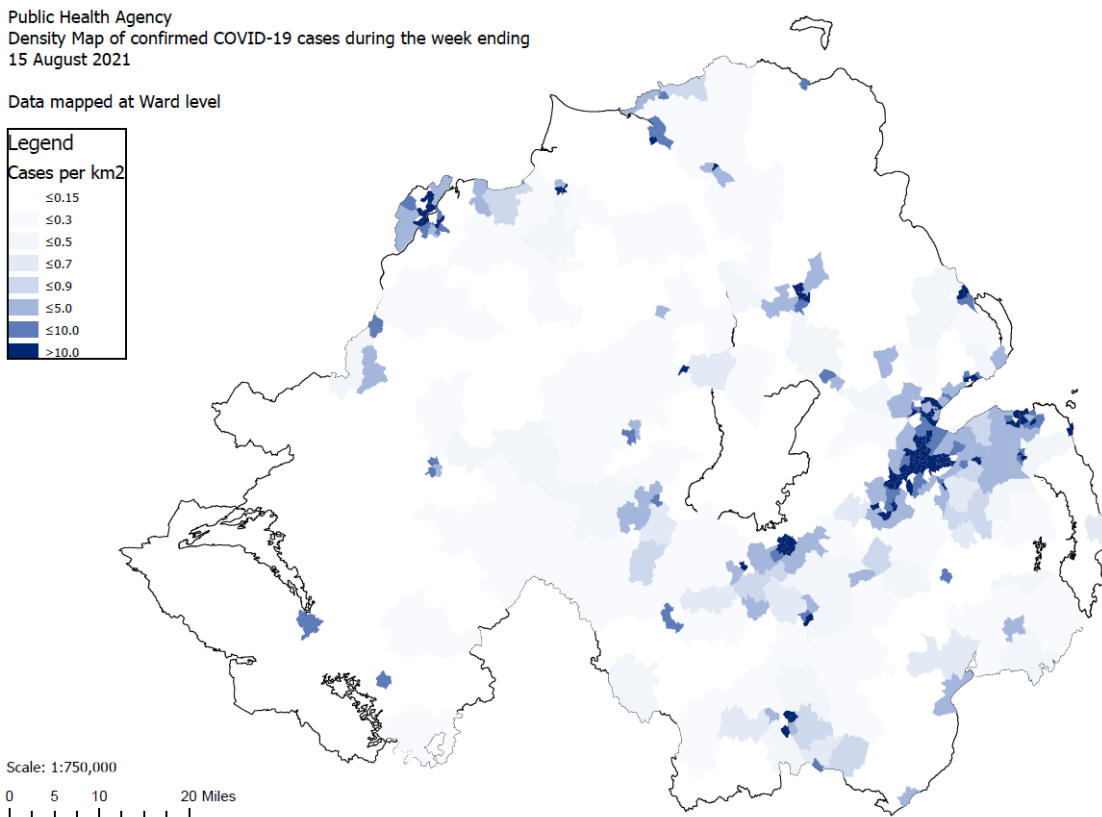 Public Health Agency
Density Map of confirmed COVID-19 cases during the week ending
15 August 2021
Data mapped at Ward level
Legend
Cases per km2
≤0.15
≤0.3
≤0.5
≤0.7
≤0.9
≤5.0
≤10.0
>10.0
Scale: 1:750,000
0 5 10 20 Miles